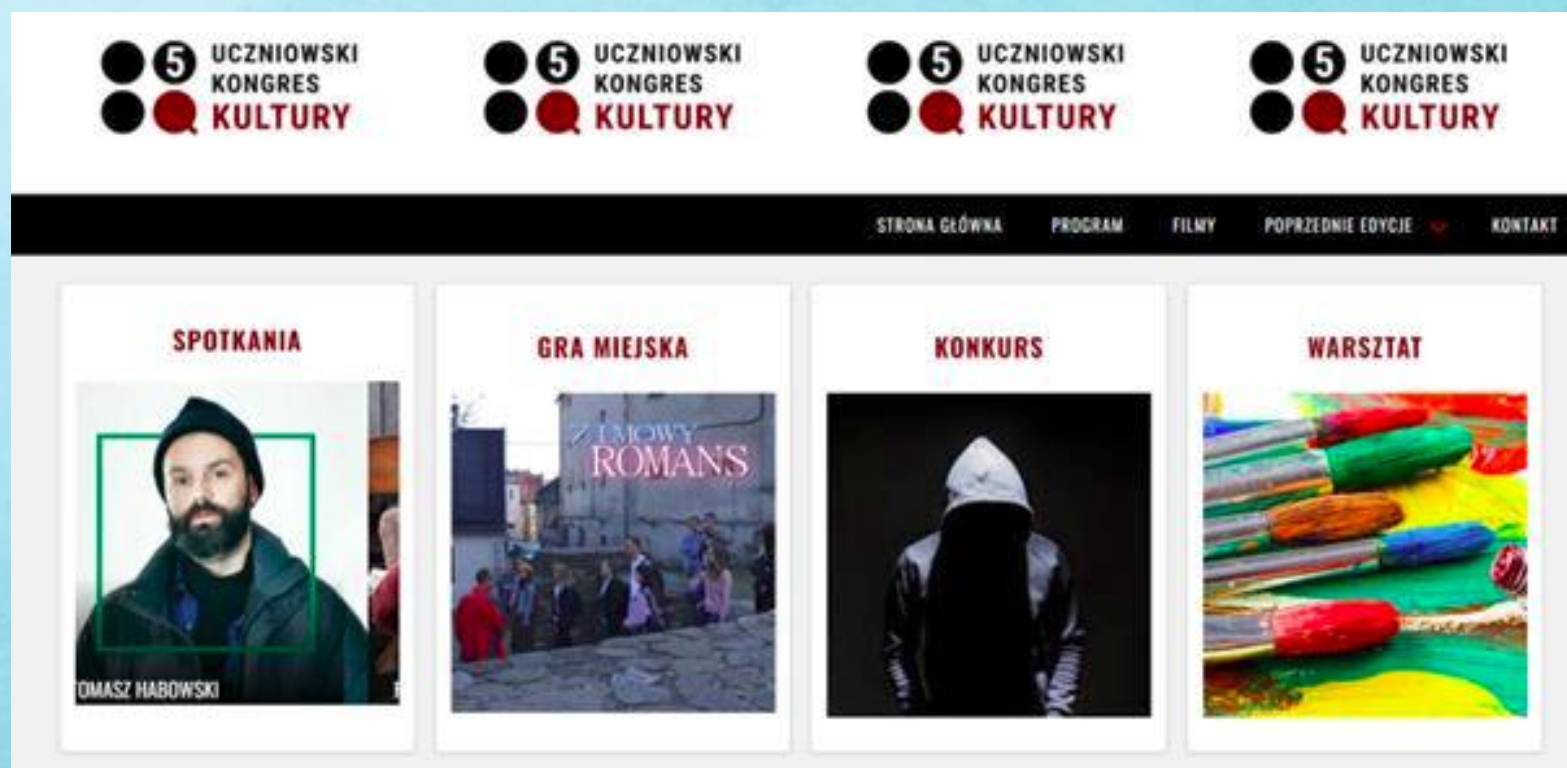 5 UCZNIOWSKI
KONGRES
KULTURY
5 UCZNIOWSKI
KONGRES
KULTURY
5 UCZNIOWSKI
KONGRES
KULTURY
5 UCZNIOWSKI
KONGRES
KULTURY
STRONA GŁÓWNA PROGRAM FILMY POPRZEDNIE EDYCJE KONTAKT
SPOTKANIA
OMASZ HABOWSKI
GRA MIEJSKA
ROMANS
KONKURS
WARSZTAT